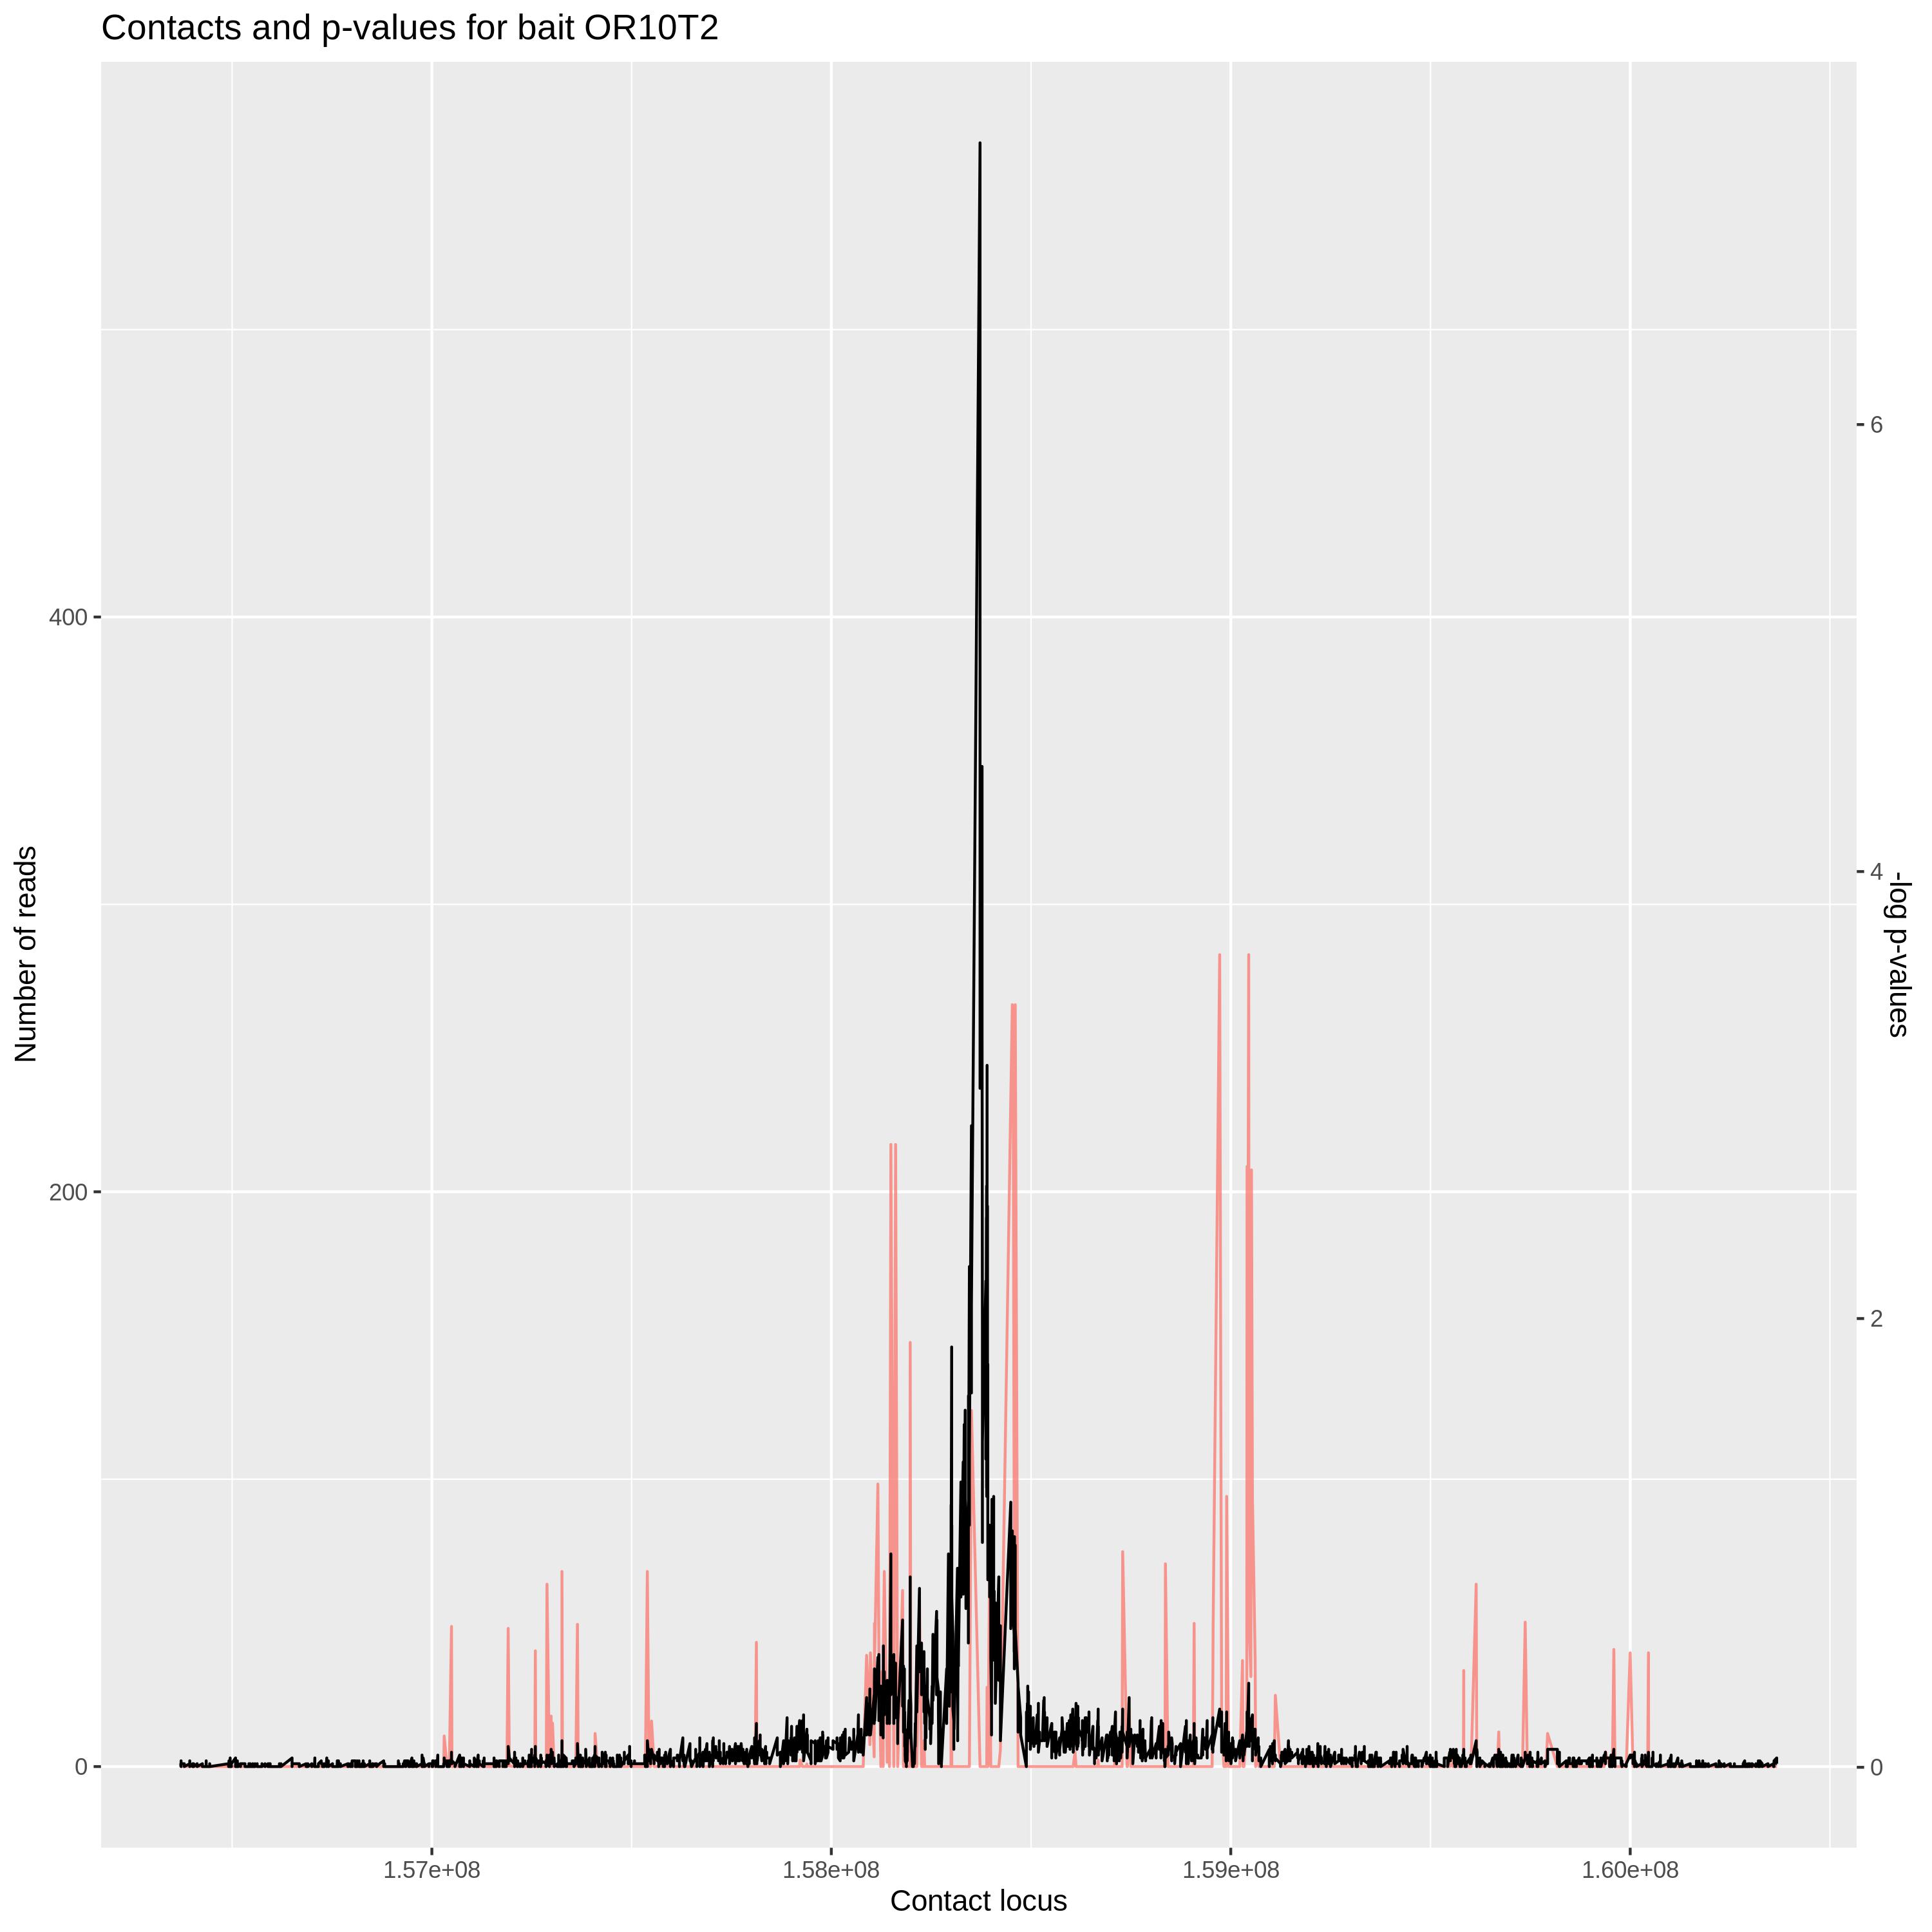 Contacts and p-values for bait OR10T2
Number of reads
400
200
0
6
4
2
0
-log p-values
1.57e+08
1.58e+08
1.59e+08
1.60e+08
Contact locus